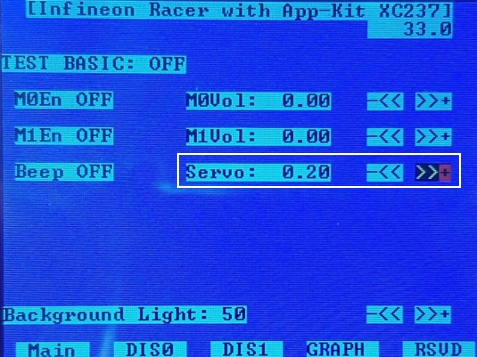 [Infineon Racer with App-Kit XC237]
33.0
TEST BASIC: OFF
M0En OFF M0Vol: 0.00 -<< >>+
M1En OFF M1Vol: 0.00 -<< >>+
Beep OFF Servo: 0.20 -<< >>+
Background Light: 50 -<< >>+
Main DIS0 DIS1 GRAPH RSVD